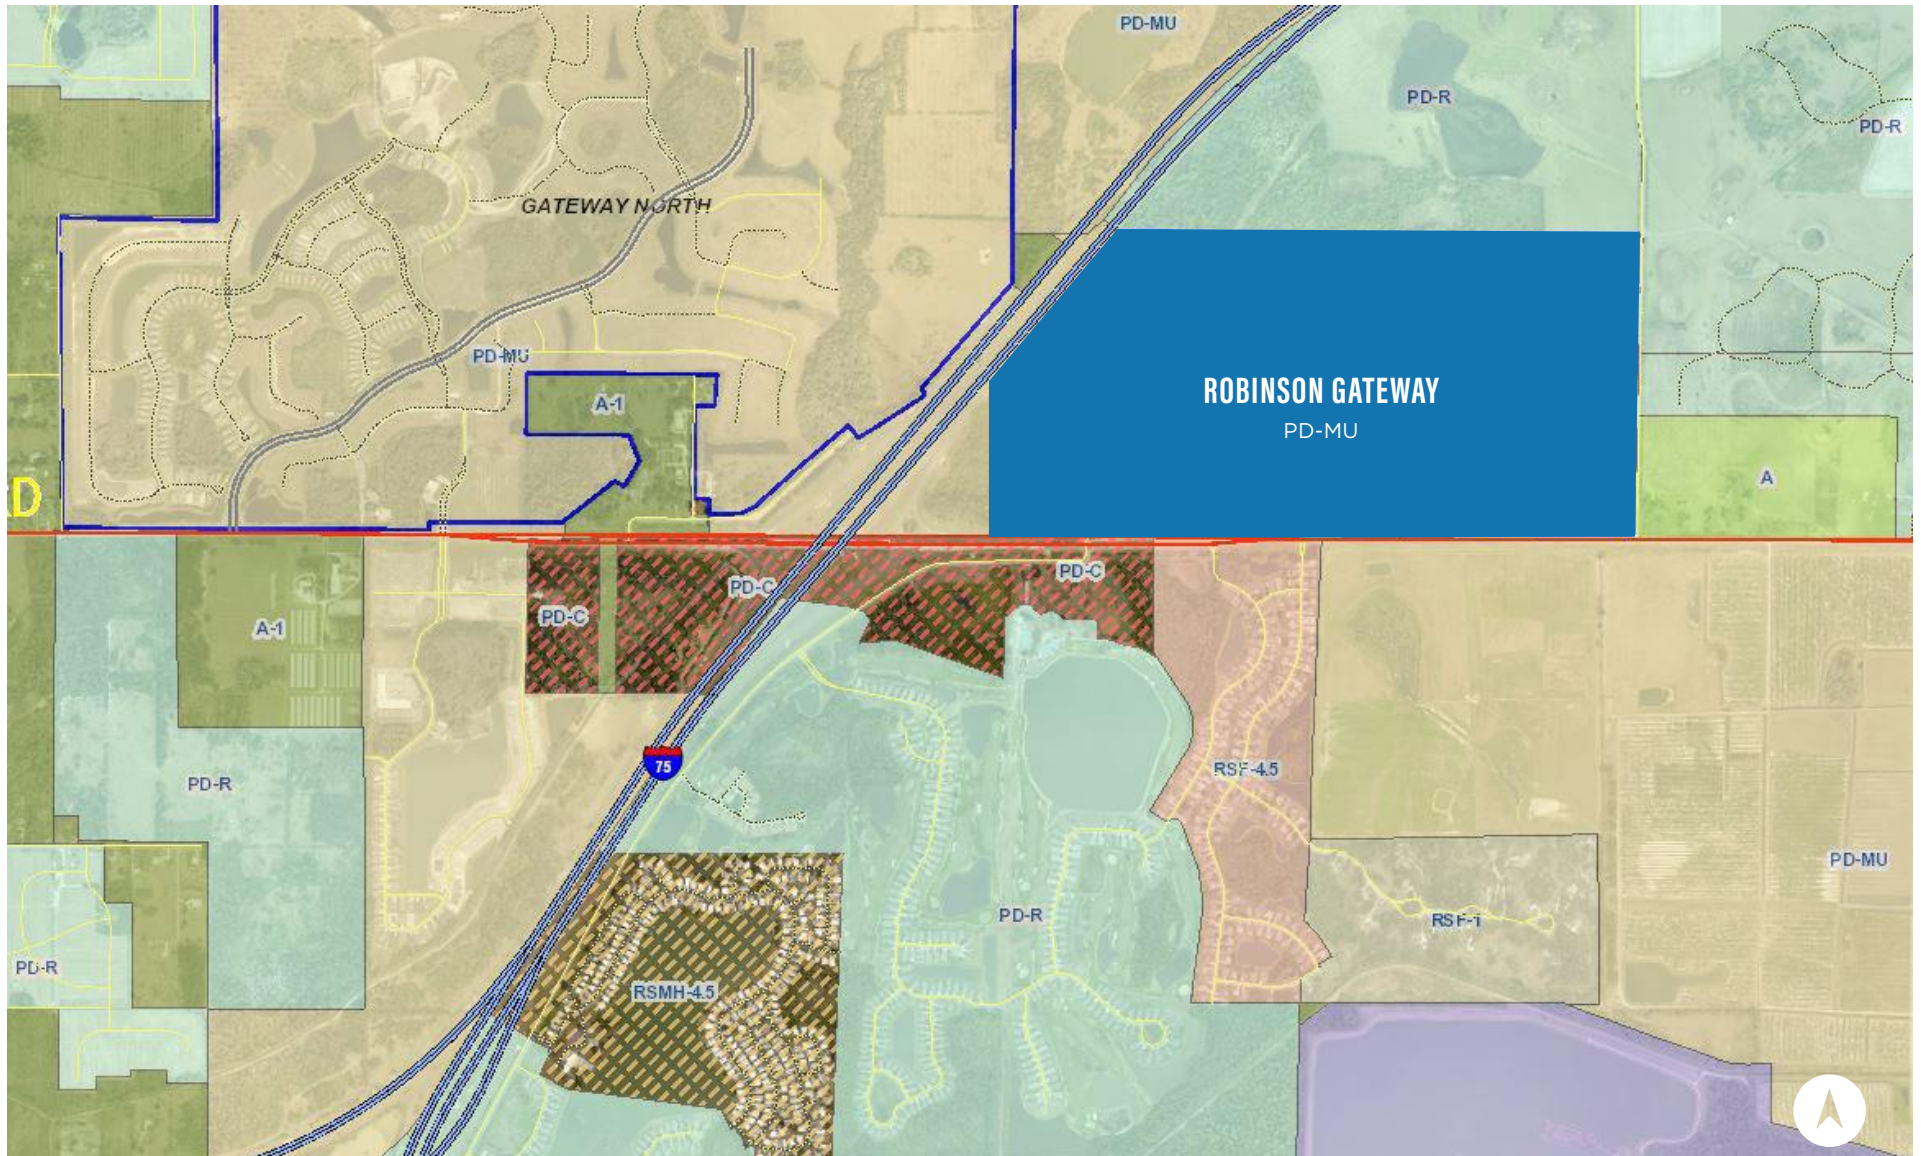 PD-MU
PD-R
PD-R
GATEWAY NORTH
PD-MU
A-1
ROBINSON GATEWAY
PD-MU
A
D
PD-C
PD-C
PD-C
A-1
75
RSF-4.5
PD-R
PD-MU
PD-R
RSF-1
PD-R
RSMH-4.5